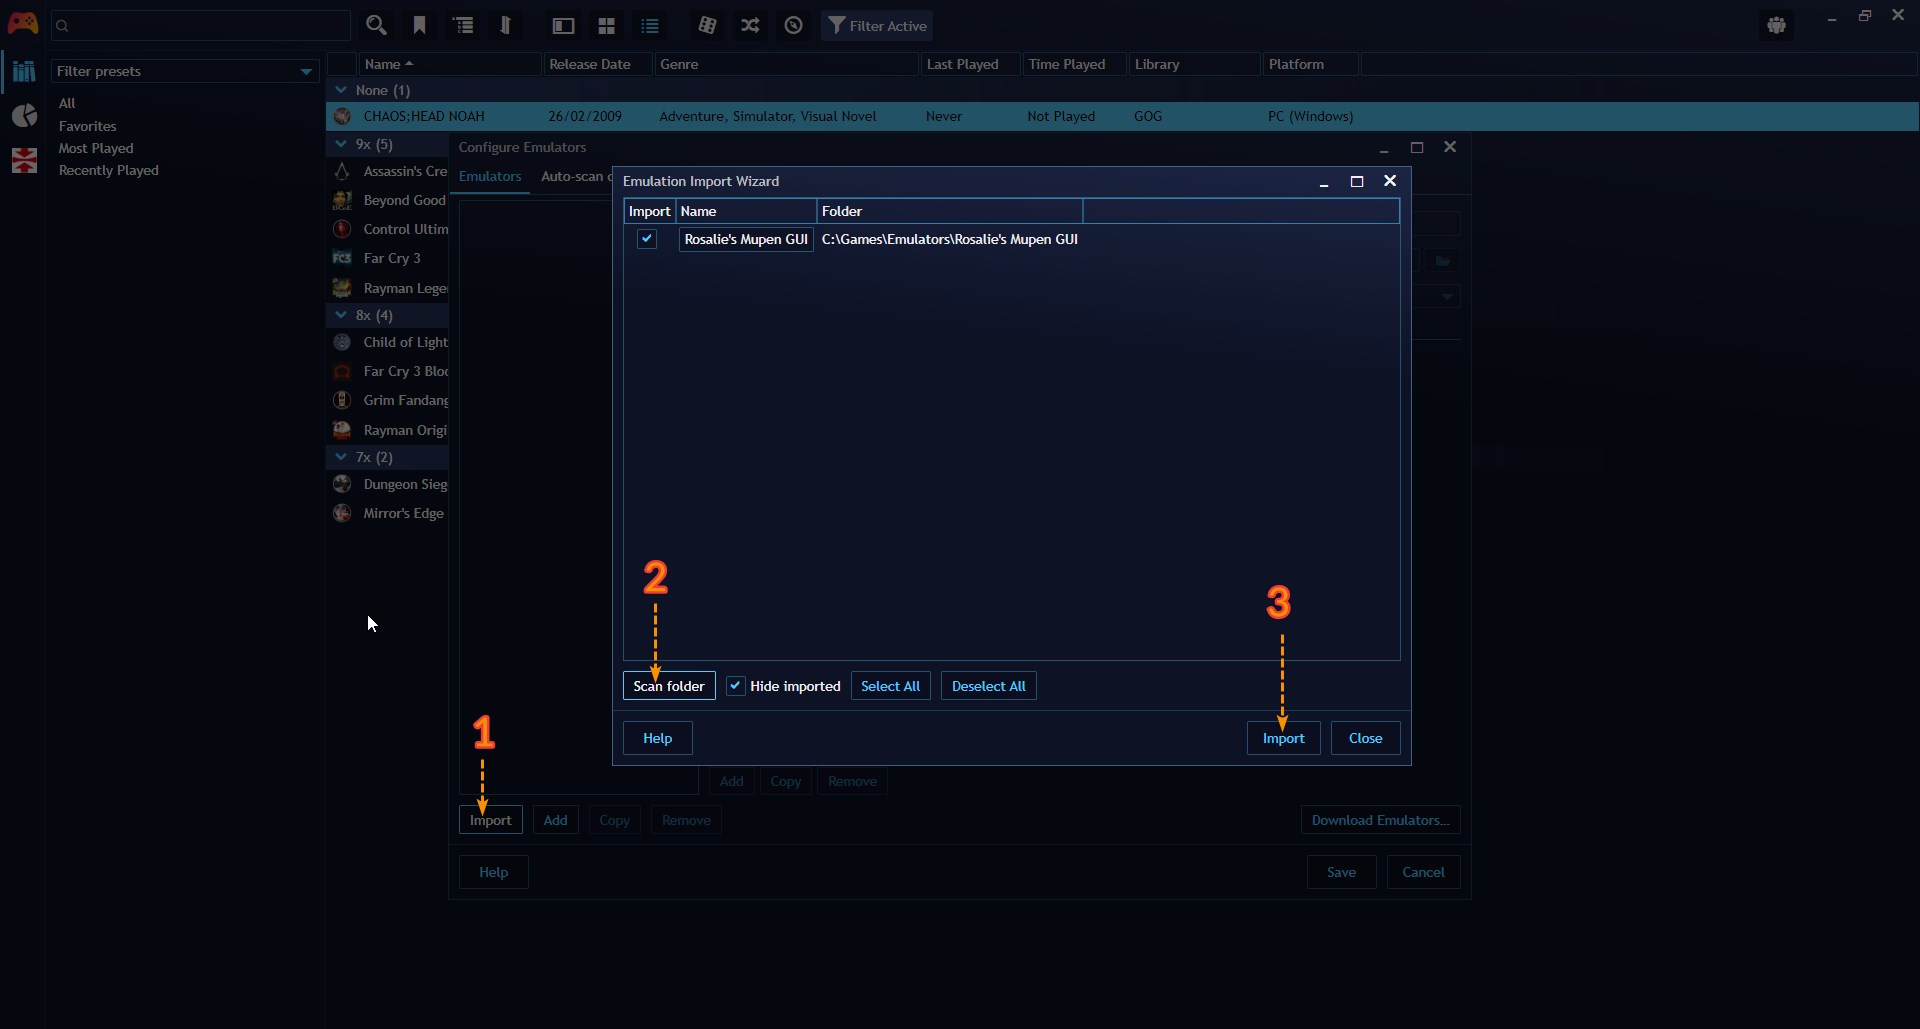 Filter Active
Filter presets
Name Release Date Genre Last Played Time Played Library Platform
All
Favorites
Most Played
Recently Played
None (1)
CHAOS;HEAD NOAH 26/02/2009 Adventure, Simulator, Visual Novel Never Not Played GOG PC (Windows)
9x (5)
Assassin's Cre
Beyond Good
Control Ultim
FC3 Far Cry 3
Rayman Lege
8x (4)
Child of Light
Far Cry 3 Bloo
Grim Fandang
Rayman Origi
7x (2)
Dungeon Sieg
Mirror's Edge
Configure Emulators
Emulators Auto-scan c
Emulation Import Wizard
Import Name Folder
Rosalie's Mupen GUI C:\Games\Emulators\Rosalie's Mupen GUI
2
3
Scan folder Hide imported Select All Deselect All
Help Import Close
1
Add Copy Remove
Import Add Copy Remove Download Emulators...
Help Save Cancel